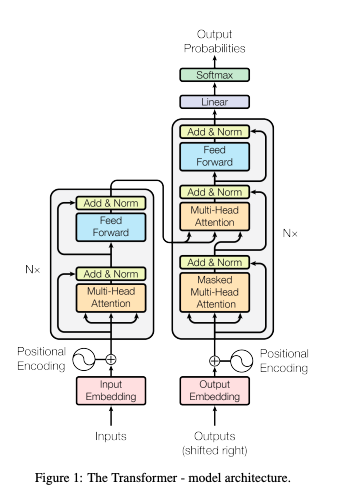 Output
Probabilities
Softmax
Linear
Add & Norm
Feed
Forward
Add & Norm
Multi-Head
Attention
Add & Norm
Masked
Multi-Head
Attention
Nx
Add & Norm
Feed
Forward
Add & Norm
Multi-Head
Attention
Nx
Positional
Encoding
Positional
Encoding
Input
Embedding
Output
Embedding
Inputs
Outputs
(shifted right)
Figure 1: The Transformer - model architecture.